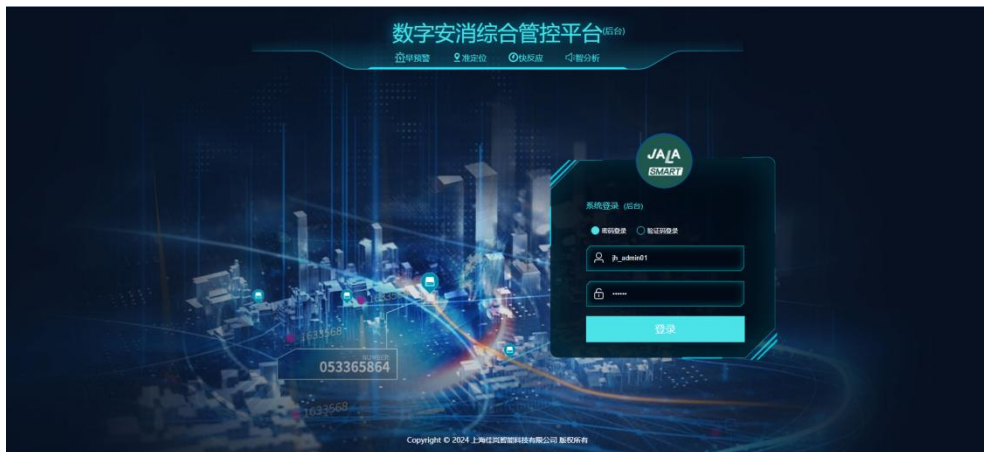 数字安消综合管控平台(后台)
早预警 准定位 快反应 智分析
JALA
SMART
系统登录 (后台)
密码登录 验证码登录
jh_admin01
······
登录
1633568
NUMBER
053365864
1633568
Copyright © 2024 上海佳岚智能科技有限公司 版权所有